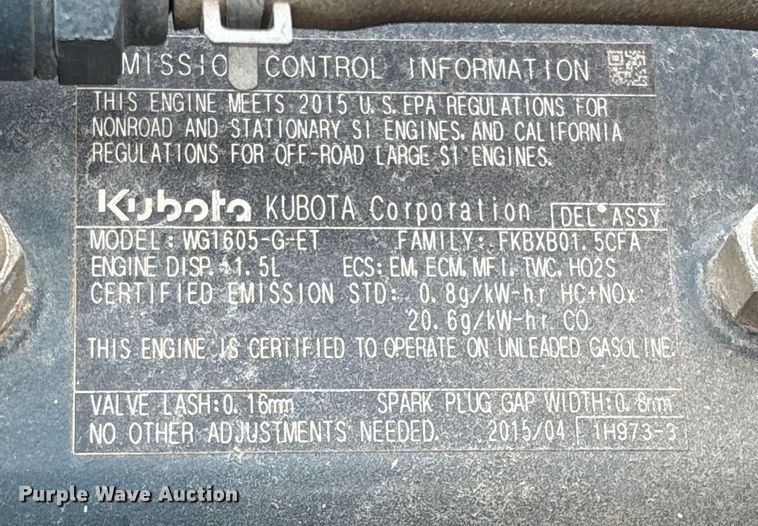 MISSIO CONTROL INFORMATION
THIS ENGINE MEETS 2015 U.S.EPA REGULATIONS FOR
NONROAD AND STATIONARY SI ENGINES.AND CALIFORNIA
REGULATIONS FOR OFF-ROAD LARGE SI ENGINES.
Kubota KUBOTA Corporation DEL ASSY
MODEL: WG1605-G-ET FAMILY: FKBXB01.5CFA
ENGINE DISP.: 1.5L ECS: EM, ECM, MFI, TWC, HO2S
CERTIFIED EMISSION STD: 0.8g/kW-hr HC+NOx
20.6g/kW-hr CO
THIS ENGINE IS CERTIFIED TO OPERATE ON UNLEADED GASOLINE.
VALVE LASH:0.16mm SPARK PLUG GAP WIDTH:
NO OTHER ADJUSTMENTS NEEDED. 2015/04 1H973-3
Purple Wave Auction